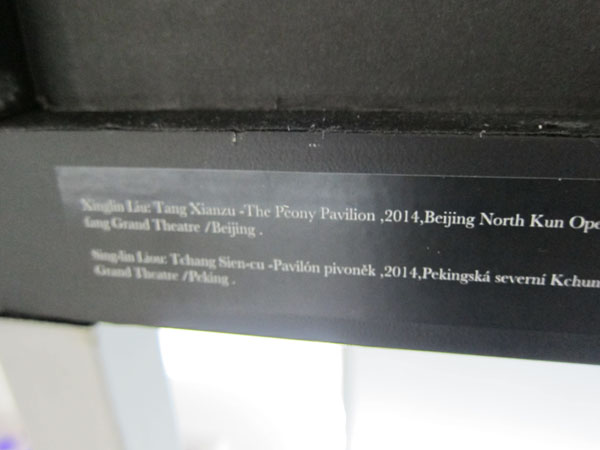 Xinglin Liu: Tang Xianzu -The Peony Pavilion ,2014,Beijing North Kun Ope
fang Grand Theatre /Beijing .
Sing-lin Liou: Tchang Sien-cu -Pavilón pivoněk ,2014,Pekingská severní Kchun
Grand Theatre /Peking .